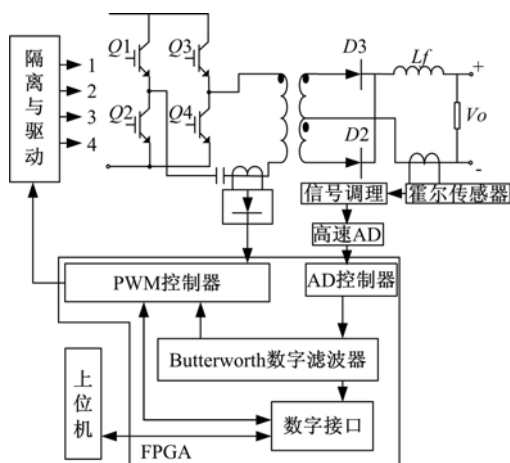 Q1
Q3
Q2
Q4
隔离与驱动
1
2
3
4
D3
D2
Lf
+
Vo
-
信号调理
霍尔传感器
高速AD
PWM控制器
AD控制器
Butterworth数字滤波器
上位机
数字接口
FPGA